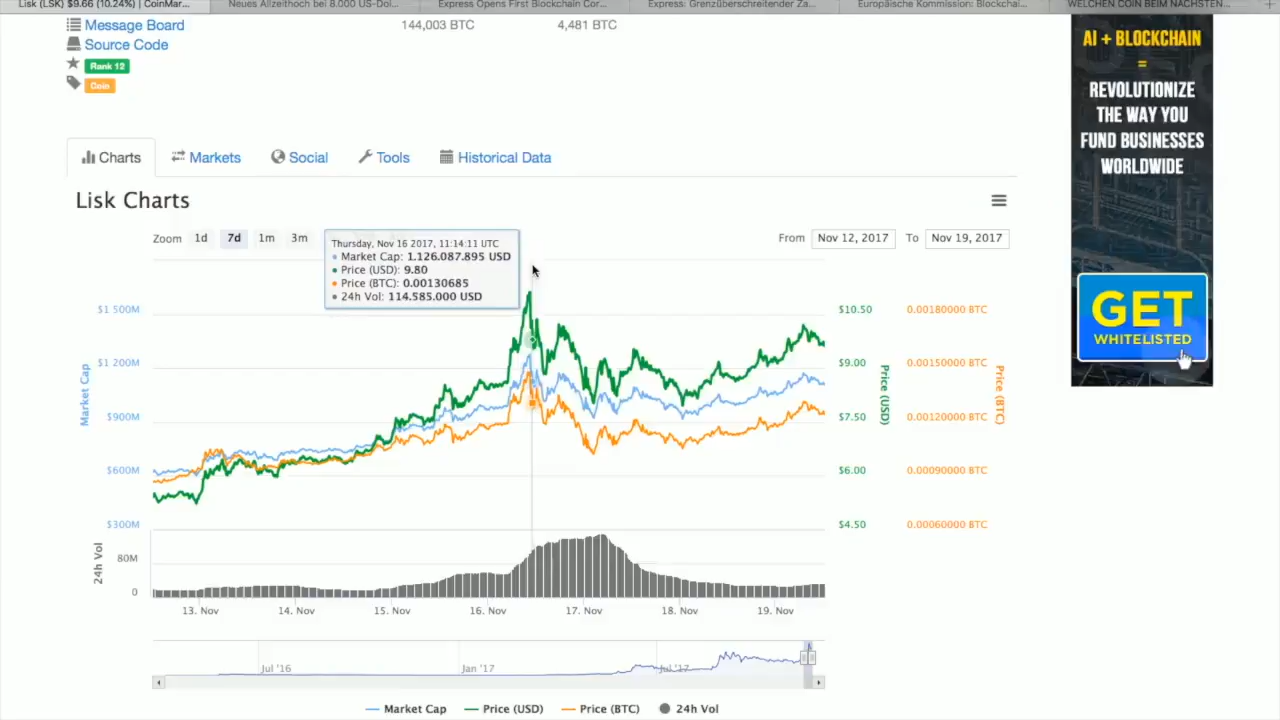 Lisk (LSK) $9.66 (10.24%) | CoinMar...
Neues Allzeithoch bei 8.000 US-Dol...
Express Opens First Blockchain Cor...
Express: Grenzüberschreitender Za...
Europäische Kommission: Blockchai...
WELCHEN COIN BEIM NÄCHSTEN...
Message Board
144,003 BTC
4,481 BTC
Source Code
Rank 12
Coin
AI + BLOCKCHAIN
=
REVOLUTIONIZE
THE WAY YOU
FUND BUSINESSES
WORLDWIDE
GET
WHITELISTED
Charts
Markets
Social
Tools
Historical Data
Lisk Charts
Zoom 1d 7d 1m 3m
From Nov 12, 2017 To Nov 19, 2017
Thursday, Nov 16 2017, 11:14:11 UTC
Market Cap: 1.126.087.895 USD
Price (USD): 9.80
Price (BTC): 0.00130685
24h Vol: 114.585.000 USD
$1 500M
$1200M
$900M
$600M
$300M
Market Cap
$10.50
$9.00
$7.50
$6.00
$4.50
Price (USD)
0.00180000 BTC
0.00150000 BTC
0.00120000 BTC
0.00090000 BTC
0.00060000 BTC
Price (BTC)
24h Vol
80M
0
13. Nov
14. Nov
15. Nov
16. Nov
17. Nov
18. Nov
19. Nov
Jul '16
Jan '17
Jul '17
Market Cap
Price (USD)
Price (BTC)
24h Vol